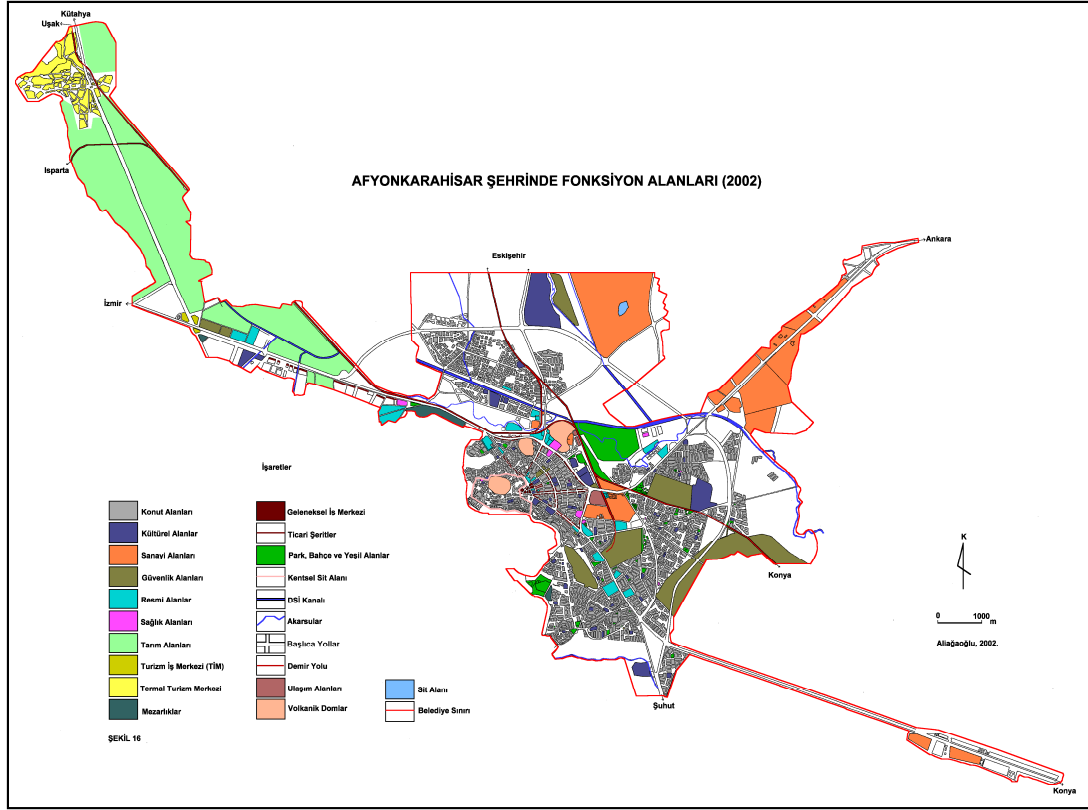 Kütahya
Uşak
Isparta
AFYONKARAHİSAR ŞEHRİNDE FONKSİYON ALANLARI (2002)
Ankara
Eskişehir
İzmir
İşaretler
Konut Alanları
Kültürel Alanlar
Sanayi Alanları
Güvenlik Alanları
Resmi Alanlar
Sağlık Alanları
Tarım Alanları
Turizm İş Merkezi (TİM)
Termal Turizm Merkezi
Mezarlıklar
Geleneksel İş Merkezi
Ticari Şeritler
Park, Bahçe ve Yeşil Alanlar
Kentsel Sit Alanı
DSİ Kanalı
Akarsular
Başlıca Yollar
Demir Yolu
Ulaşım Alanları
Volkanik Domlar
Sit Alanı
Belediye Sınırı
Konya
K
0 1000 m
Aliağaoğlu, 2002.
Şuhut
Konya
ŞEKİL 16